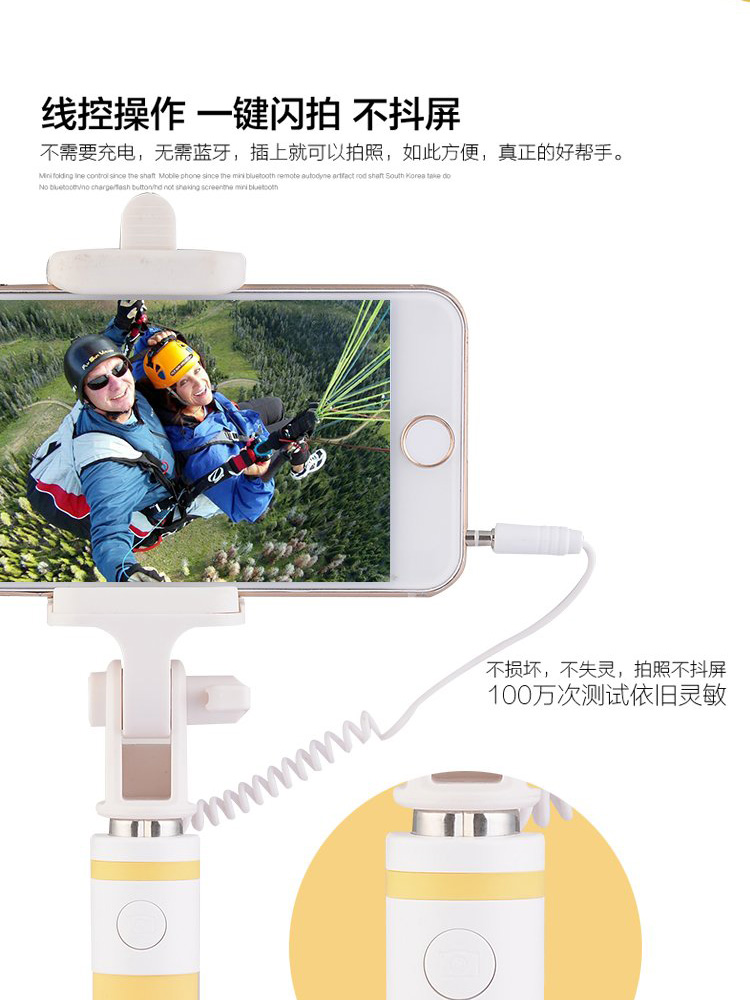 线控操作 一键闪拍 不抖屏
不需要充电，无需蓝牙，插上就可以拍照，如此方便，真正的好帮手。
Mini folding line control since the shaft Mobile phone since the mini bluetooth remote autodyne artifact rod shaft South Korea take do
No bluetooth/no charge/flash button/hd not shaking screenthe mini bluetooth
不损坏，不失灵，拍照不抖屏
100万次测试依旧灵敏